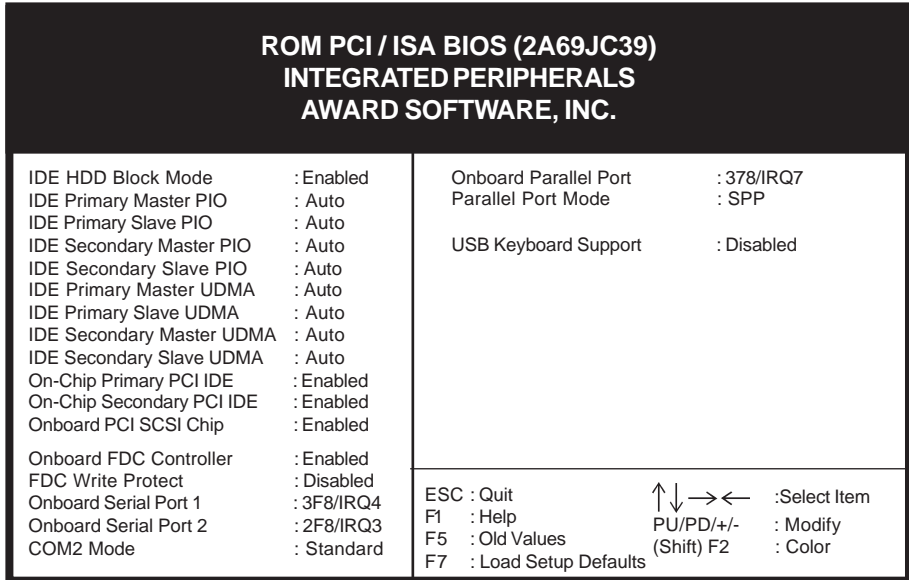 ROM PCI / ISA BIOS (2A69JC39)
INTEGRATED PERIPHERALS
AWARD SOFTWARE, INC.
IDE HDD Block Mode : Enabled
IDE Primary Master PIO : Auto
IDE Primary Slave PIO : Auto
IDE Secondary Master PIO : Auto
IDE Secondary Slave PIO : Auto
IDE Primary Master UDMA : Auto
IDE Primary Slave UDMA : Auto
IDE Secondary Master UDMA : Auto
IDE Secondary Slave UDMA : Auto
On-Chip Primary PCI IDE : Enabled
On-Chip Secondary PCI IDE : Enabled
Onboard PCI SCSI Chip : Enabled
Onboard FDC Controller : Enabled
FDC Write Protect : Disabled
Onboard Serial Port 1 : 3F8/IRQ4
Onboard Serial Port 2 : 2F8/IRQ3
COM2 Mode : Standard
Onboard Parallel Port : 378/IRQ7
Parallel Port Mode : SPP
USB Keyboard Support : Disabled
ESC : Quit ↑↓→← :Select Item
F1 : Help PU/PD/+/- : Modify
F5 : Old Values (Shift) F2 : Color
F7 : Load Setup Defaults